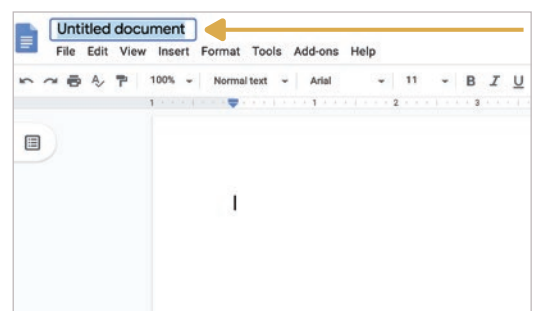 Untitled document
File Edit View Insert Format Tools Add-ons Help
100% Normal text Arial 11 B I U
1 1 2 3